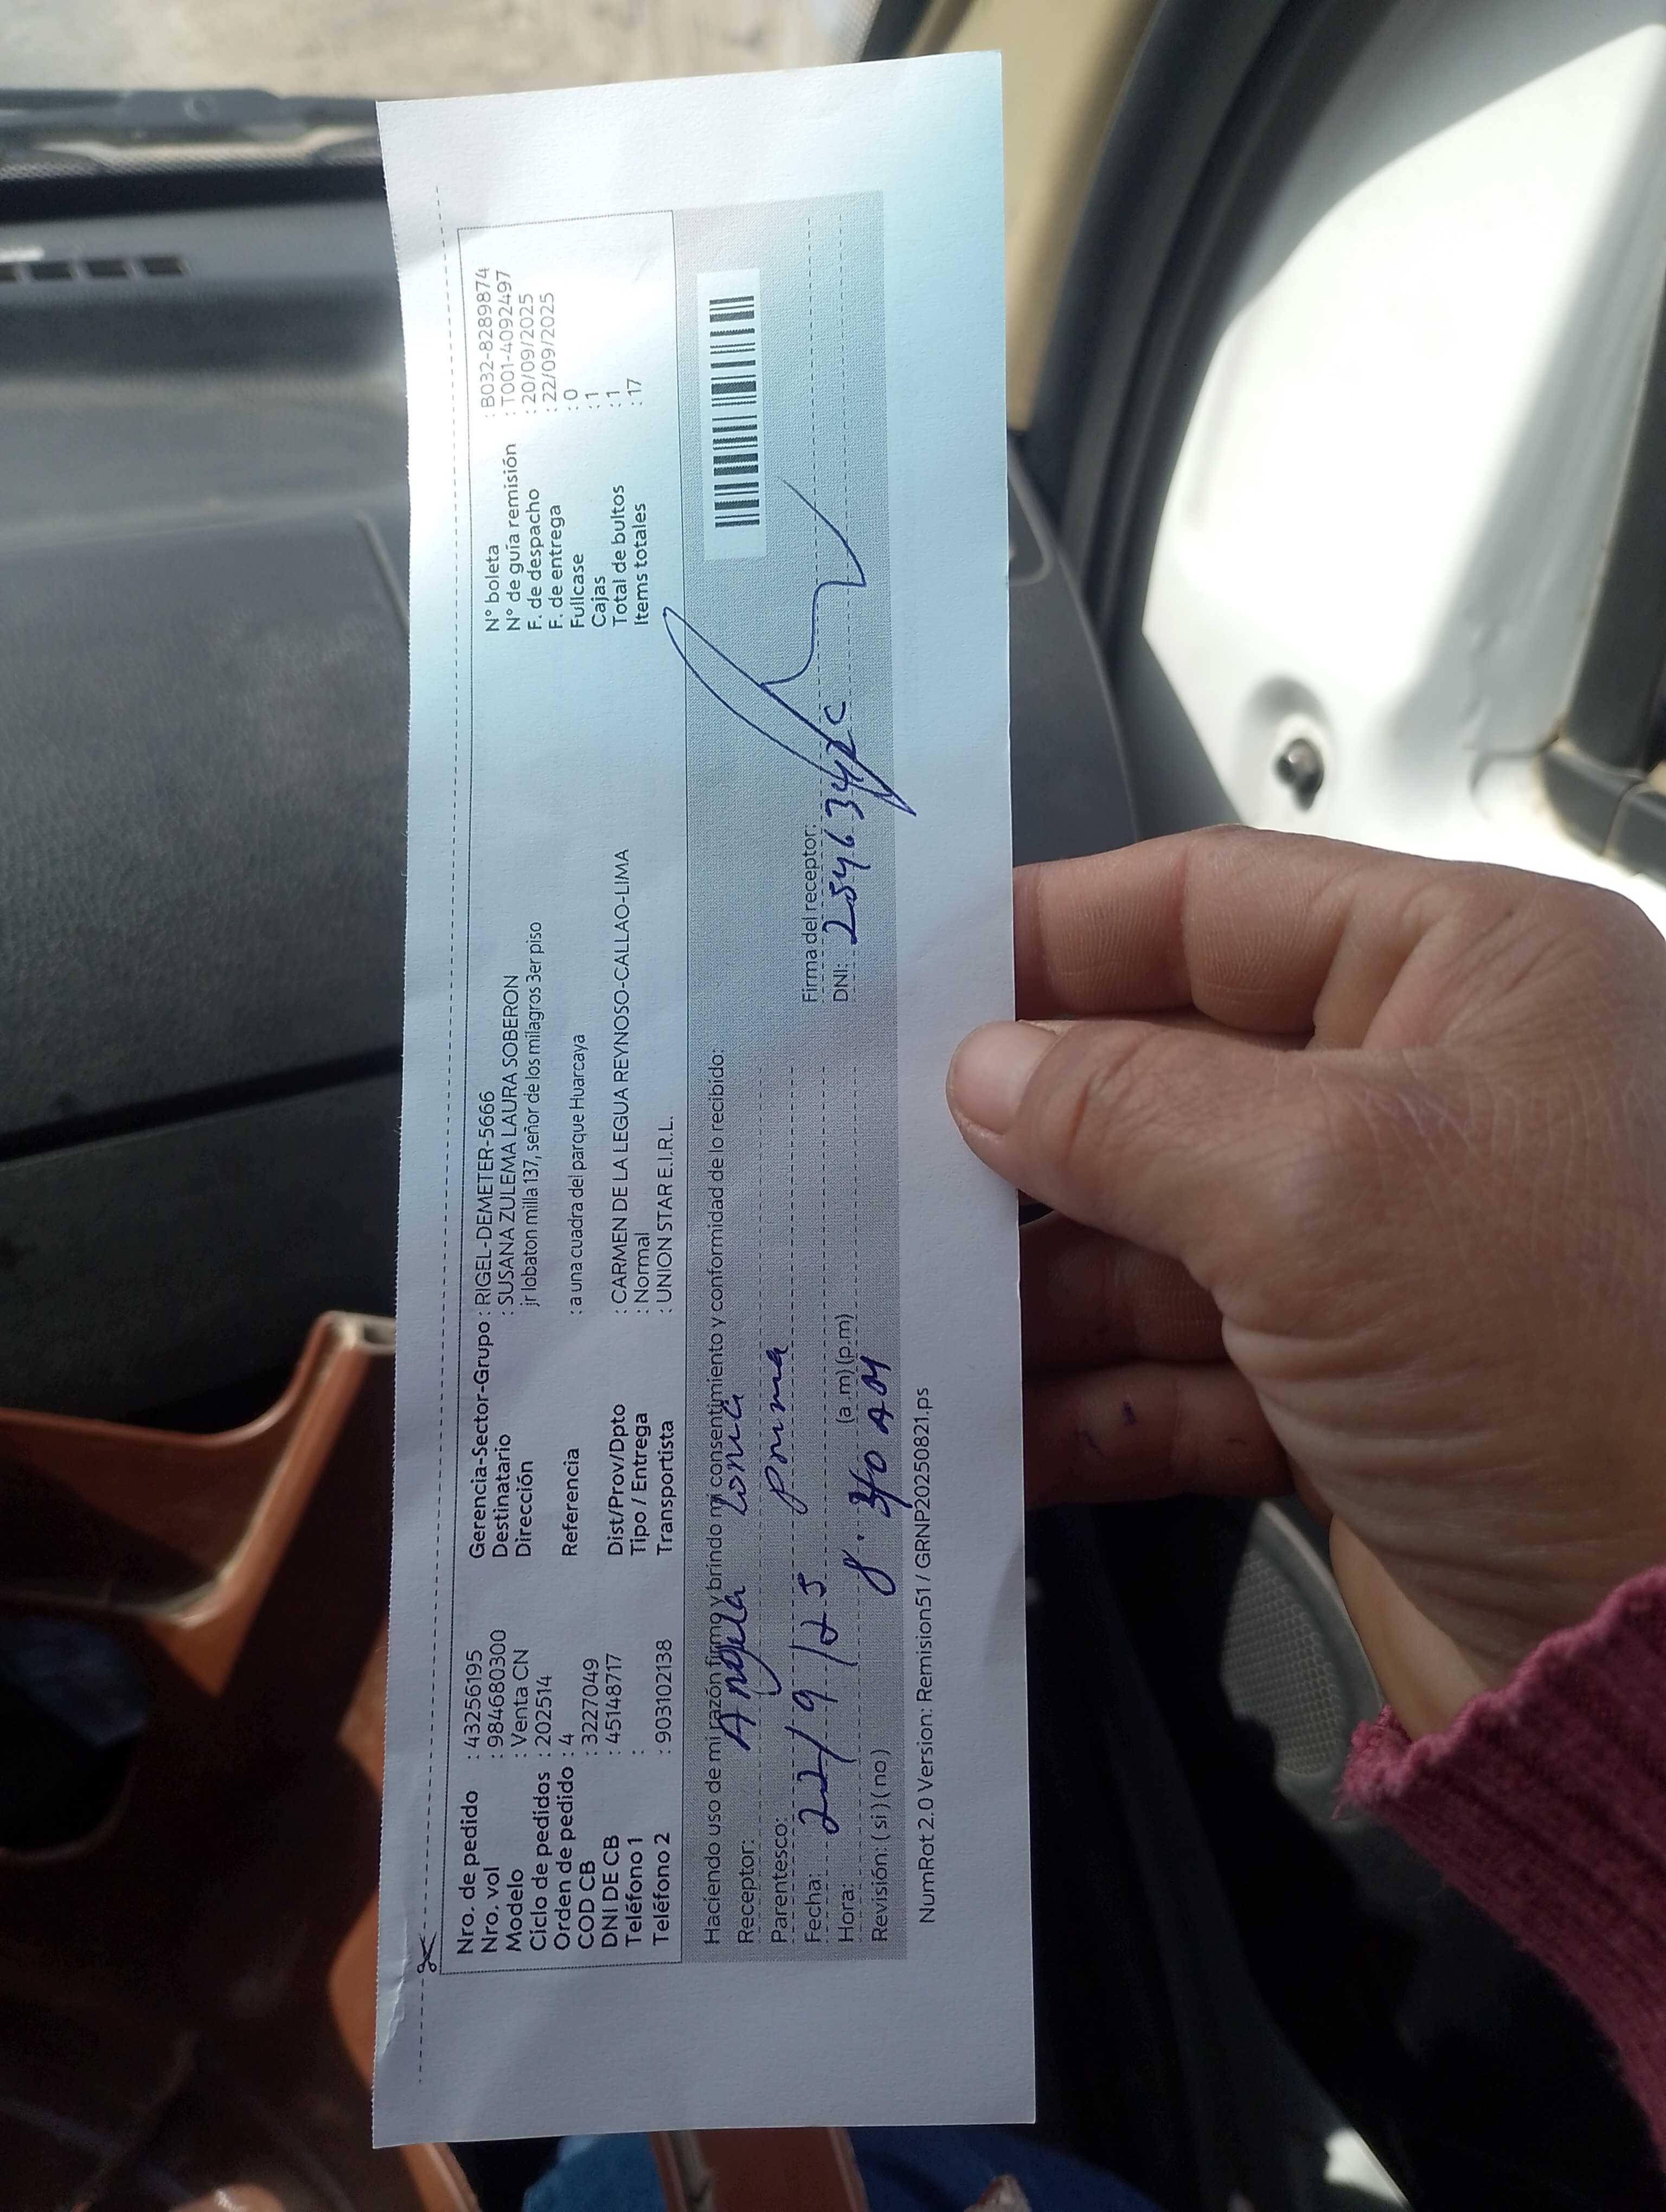 Nro. de pedido : 43256195
Nro. vol : 984680300
Modelo : Venta CN
Ciclo de pedidos : 202514
Orden de pedido : 4
COD CB : 3227049
DNI DE CB : 45148717
Teléfono 1 :
Teléfono 2 : 903102138
Gerencia-Sector-Grupo : RIGEL-DEMETER-5666
Destinatario : SUSANA ZULEMA LAURA SOBERON
Dirección jr lobaton milla 137, señor de los milagros 3er piso
Referencia : a una cuadra del parque Huarcaya
Dist/Prov/Dpto : CARMEN DE LA LEGUA REYNOSO-CALLAO-LIMA
Tipo / Entrega : Normal
Transportista : UNION STAR E.I.R.L.
N° boleta : B032-8289874
N° de guía remisión : T001-4092497
F. de despacho : 20/09/2025
F. de entrega : 22/09/2025
Fullcase : 0
Cajas : 1
Total de bultos : 1
Items totales : 17
Haciendo uso de mi razón firmo y brindo mi consentimiento y conformidad de lo recibido:
Receptor: Angela
Parentesco: prima
Fecha: 22/9/25
Hora: 8:30 AM (a.m) (p.m)
Revisión: ( si ) ( no )
Firma del receptor:
DNI:
NumRot 2.0 Version: Remision51 / GRNP20250821.ps